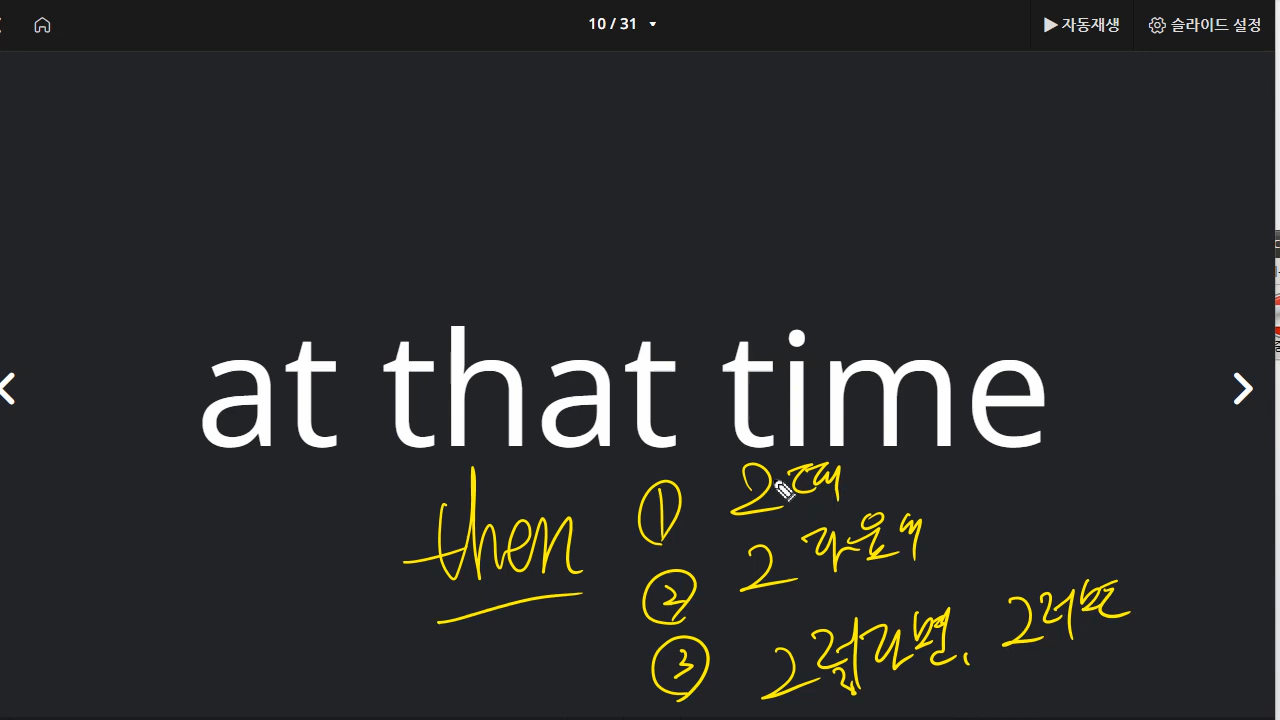 10 / 31
자동재생
슬라이드 설정
at that time
then ① 그때
② 그 다음에
③ 그렇다면, 그러면